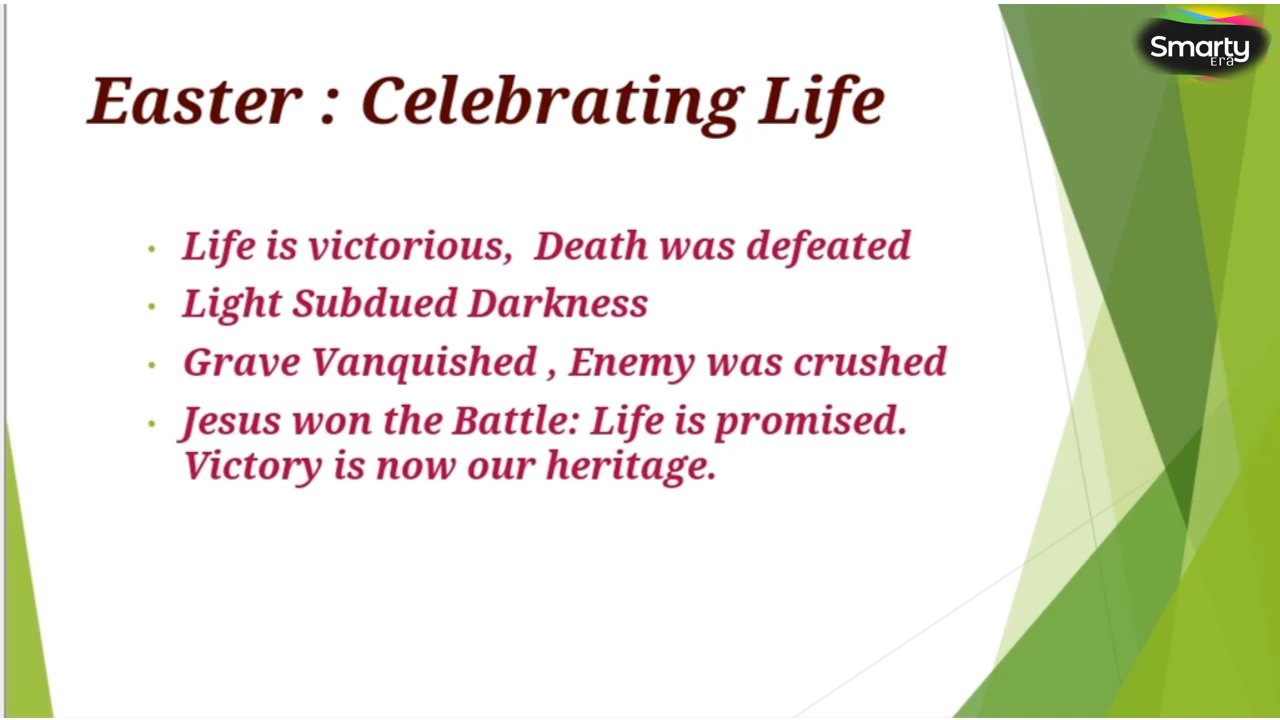 Smarty
Era
Easter : Celebrating Life
Life is victorious, Death was defeated
Light Subdued Darkness
Grave Vanquished , Enemy was crushed
Jesus won the Battle: Life is promised.
Victory is now our heritage.